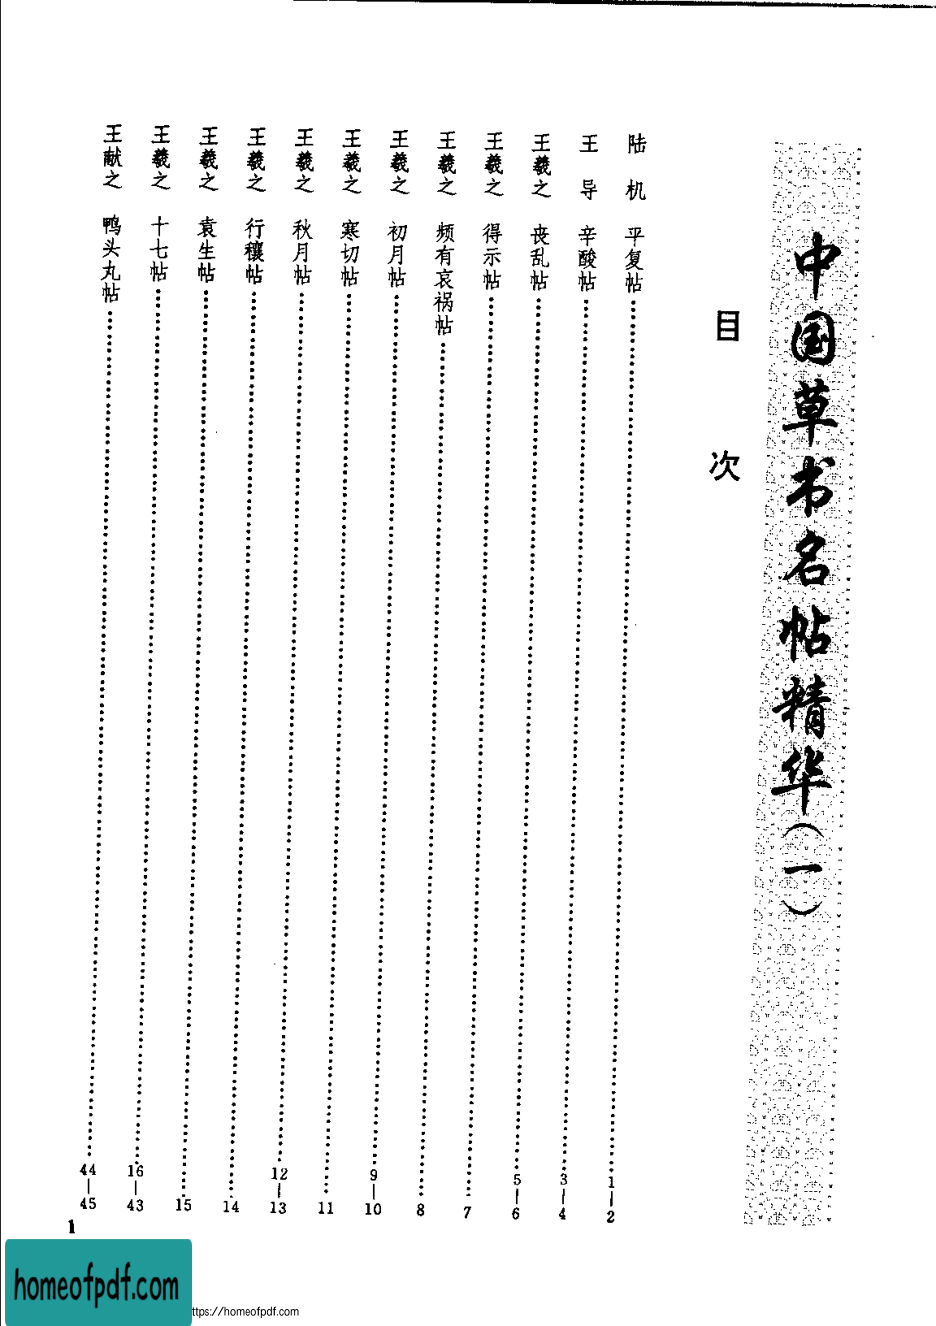 中国草书名帖精华（一）
目次
陆机 平复帖 1—2
王导 辛酸帖 3—4
王羲之 丧乱帖 5—6
王羲之 得示帖 7
王羲之 频有哀祸帖 8
王羲之 初月帖 9—10
王羲之 寒切帖 11
王羲之 秋月帖 12—13
王羲之 行穰帖 14
王羲之 袁生帖 15
王羲之 十七帖 16—43
王献之 鸭头丸帖 44—45
1
homeofpdf.com
ttps://homeofpdf.com